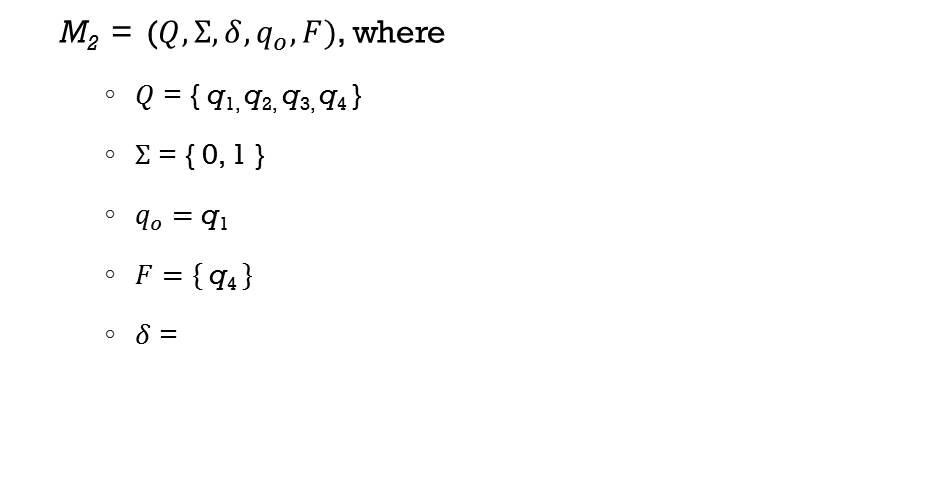 M₂ = (Q, Σ, δ, qₒ, F), where
○ Q = { q₁, q₂, q₃, q₄ }
○ Σ = { 0, 1 }
○ qₒ = q₁
○ F = { q₄ }
○ δ =